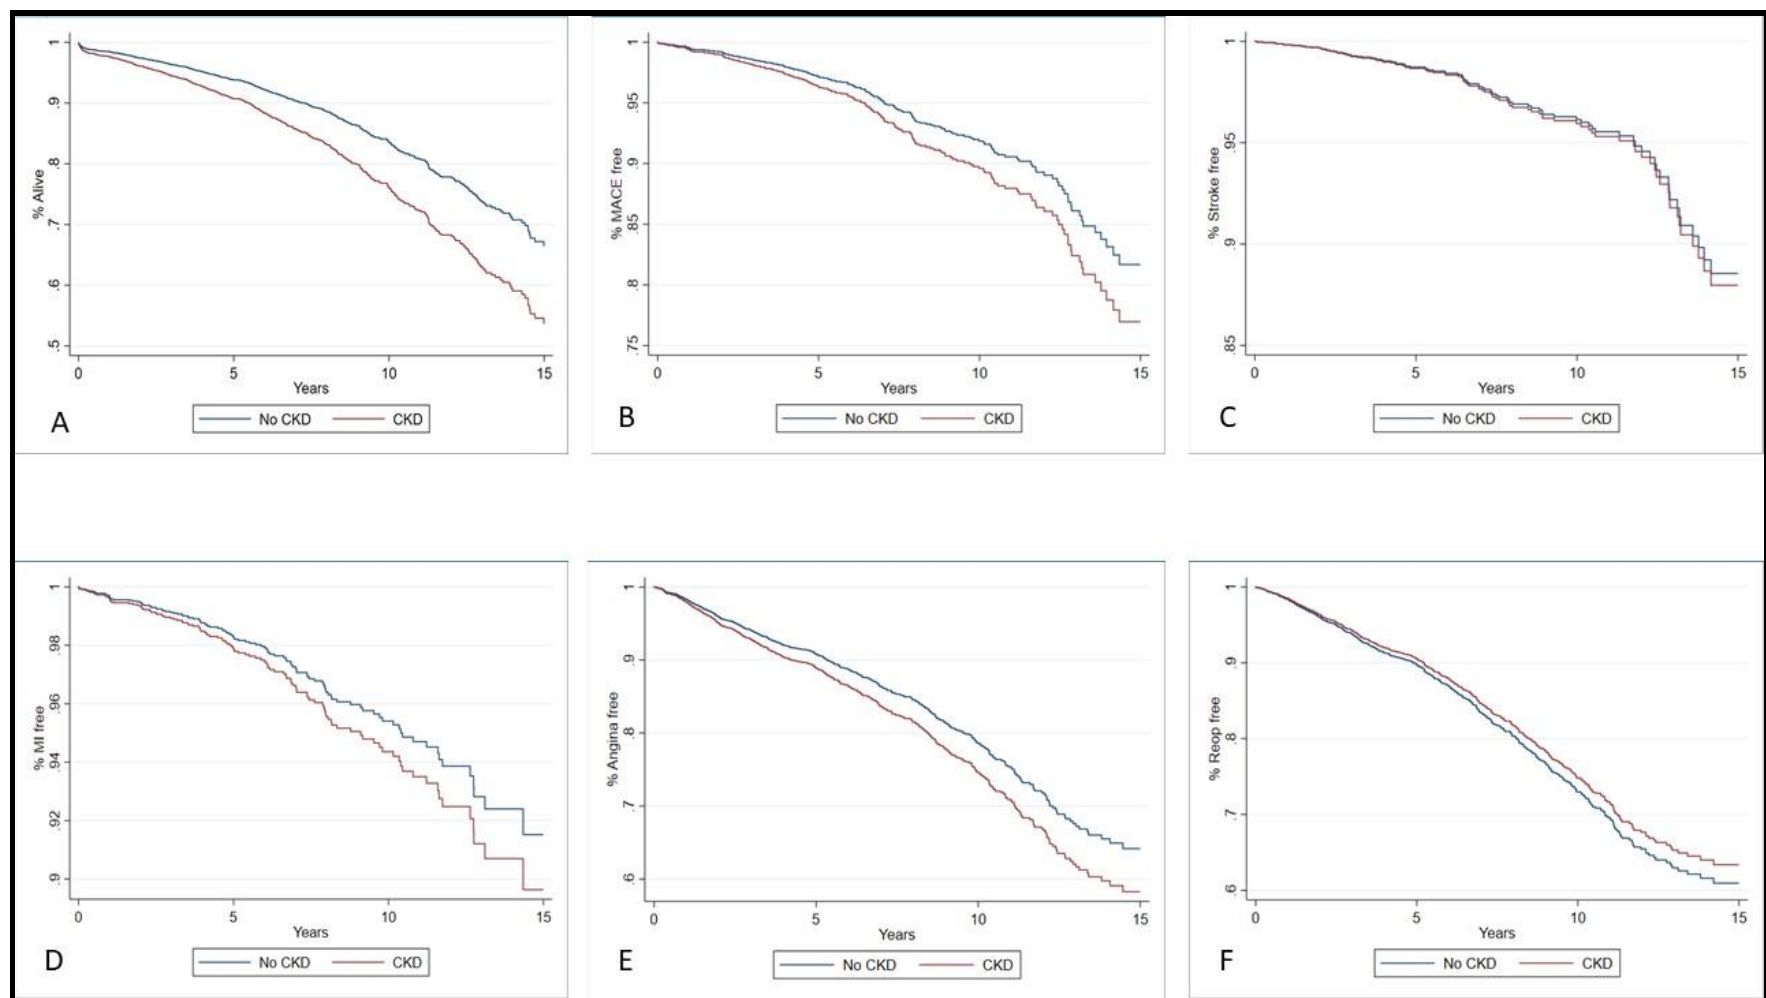 % Alive
1
.9
.8
.7
.6
.5
0 5 10 15
Years
No CKD CKD
A
% MACE free
1
.95
.9
.85
.8
.75
0 5 10 15
Years
No CKD CKD
B
% Stroke free
1
.95
.9
.85
0 5 10 15
Years
No CKD CKD
C
% MI free
1
.98
.96
.94
.92
.9
0 5 10 15
Years
No CKD CKD
D
% Angina free
1
.9
.8
.7
.6
0 5 10 15
Years
No CKD CKD
E
% Reop free
1
.9
.8
.7
.6
0 5 10 15
Years
No CKD CKD
F